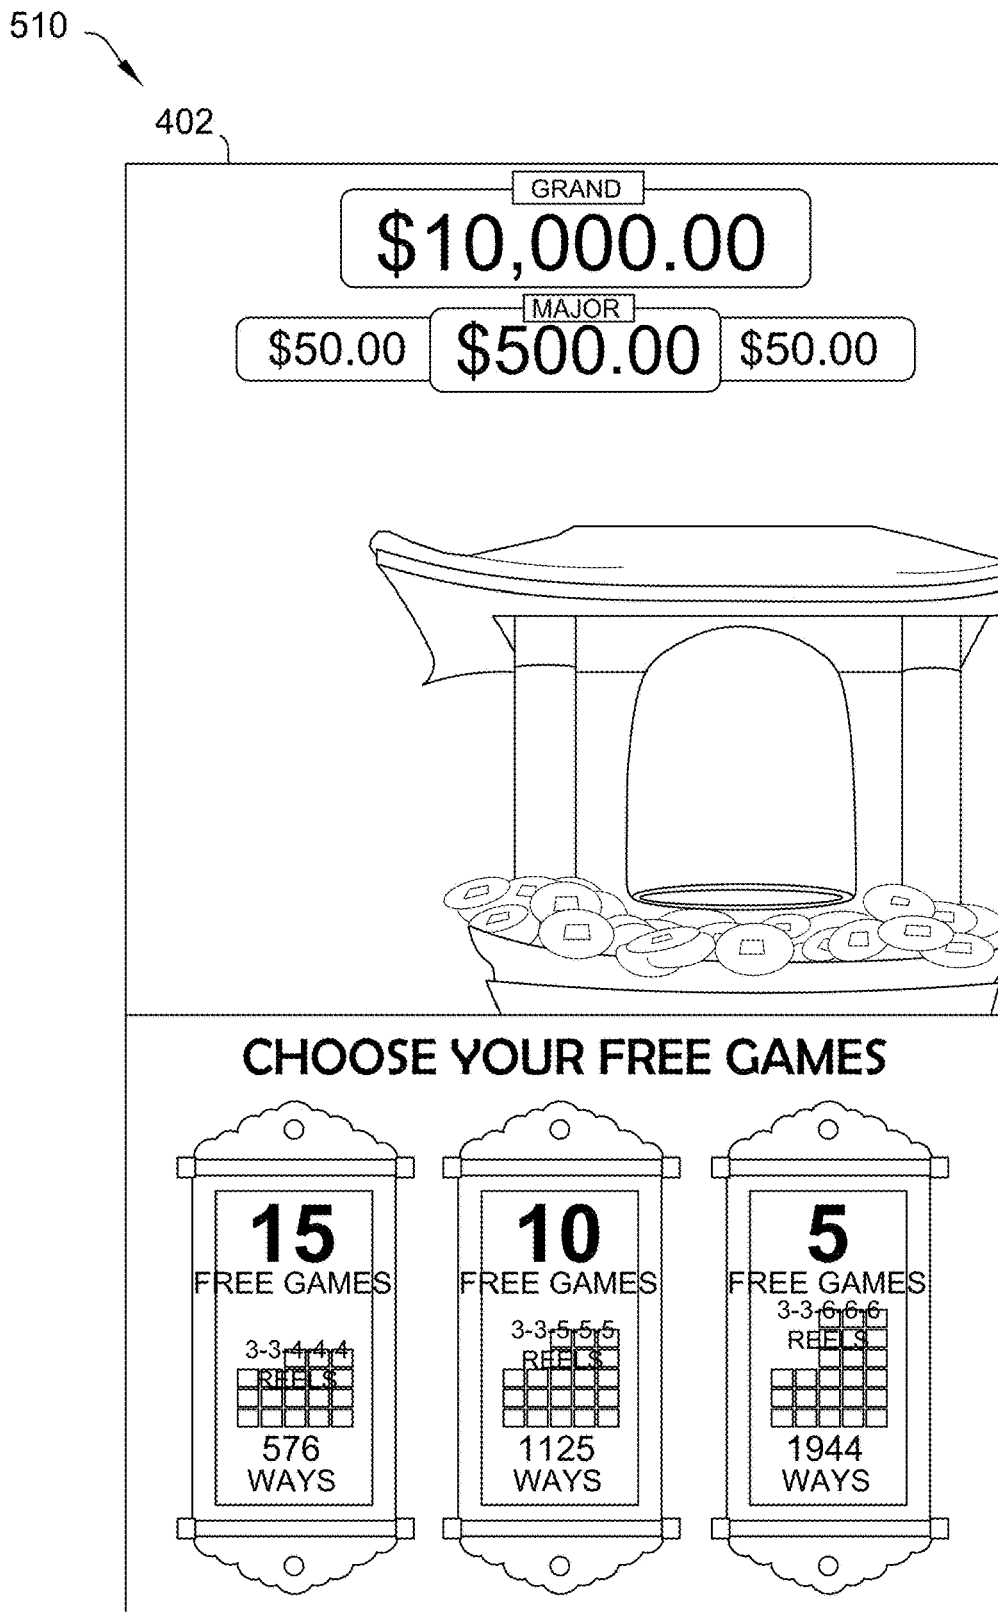 510
402
GRAND
$10,000.00
MAJOR
$50.00 $500.00 $50.00
CHOOSE YOUR FREE GAMES
15
FREE GAMES
3-3-4-4-4
REELS
576
WAYS
10
FREE GAMES
3-3-5-5-5
REELS
1125
WAYS
5
FREE GAMES
3-3-6-6-6
REELS
1944
WAYS